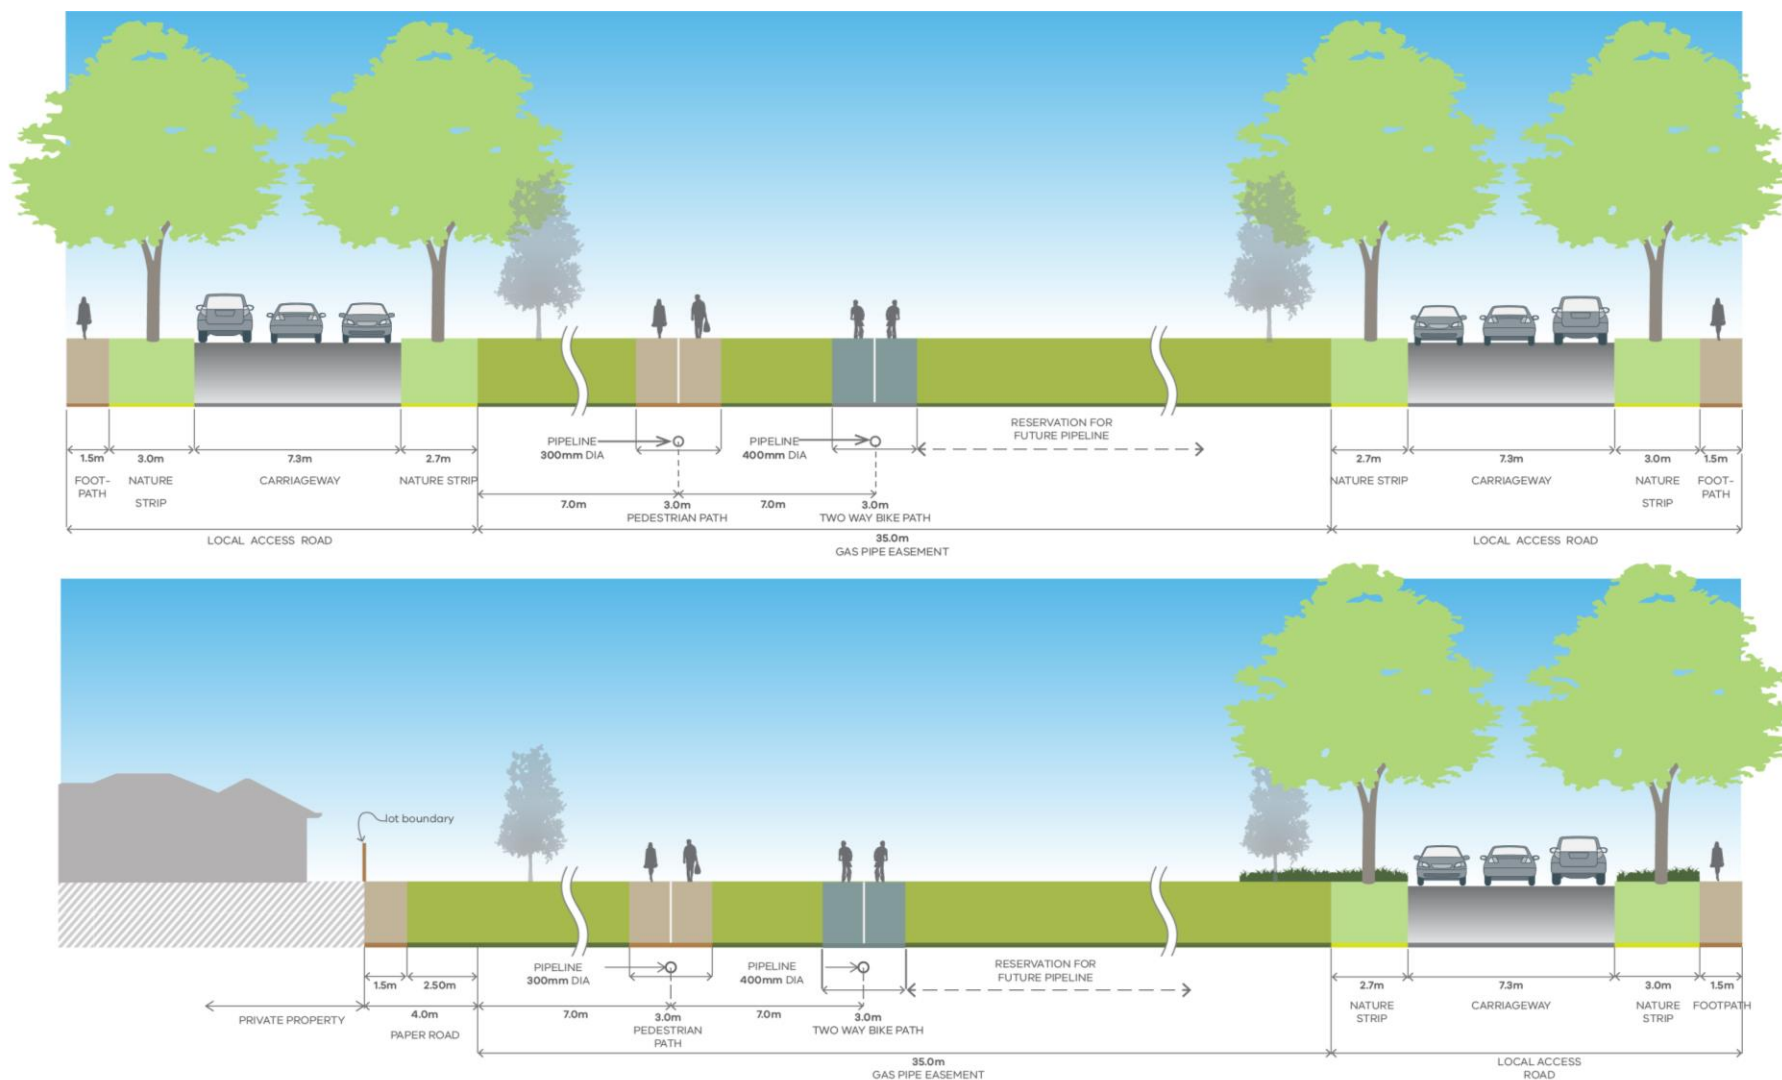 RESERVATION FOR
FUTURE PIPELINE
PIPELINE
300mm DIA
PIPELINE
400mm DIA
1.5m
3.0m
7.3m
2.7m
2.7m
7.3m
3.0m
1.5m
FOOT-
PATH
NATURE
STRIP
CARRIAGEWAY
NATURE STRIP
NATURE STRIP
CARRIAGEWAY
NATURE
STRIP
FOOT-
PATH
7.0m
3.0m
PEDESTRIAN PATH
7.0m
3.0m
TWO WAY BIKE PATH
LOCAL ACCESS ROAD
35.0m
GAS PIPE EASEMENT
LOCAL ACCESS ROAD
lot boundary
PIPELINE
300mm DIA
PIPELINE
400mm DIA
RESERVATION FOR
FUTURE PIPELINE
1.5m
2.50m
2.7m
NATURE
STRIP
7.3m
CARRIAGEWAY
3.0m
NATURE
STRIP
1.5m
FOOTPATH
PRIVATE PROPERTY
4.0m
PAPER ROAD
7.0m
3.0m
PEDESTRIAN
PATH
7.0m
3.0m
TWO WAY BIKE PATH
35.0m
GAS PIPE EASEMENT
LOCAL ACCESS
ROAD